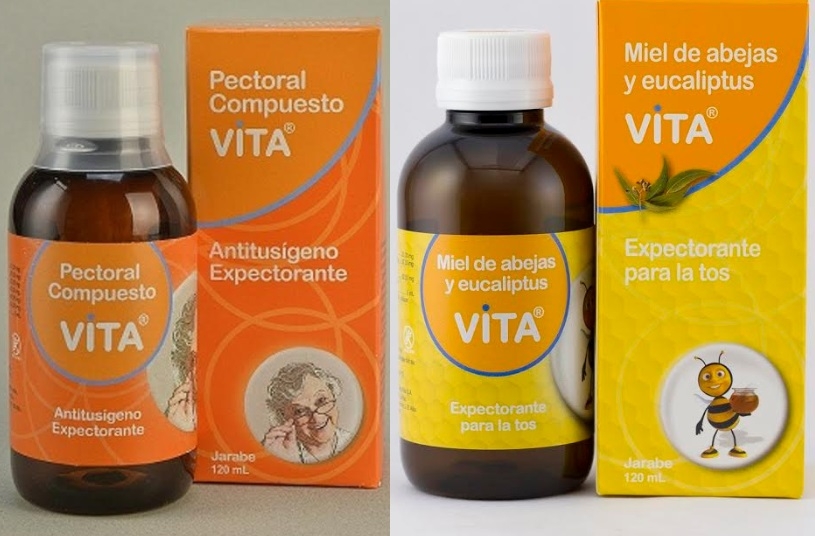 Pectoral
Compuesto
VITA®
Antitusígeno
Expectorante
Pectoral
Compuesto
VITA®
Antitusígeno
Expectorante
Jarabe
120 mL
Miel de abejas
y eucaliptus
VITA®
Expectorante
para la tos
Miel de abejas
y eucaliptus
VITA®
Expectorante
para la tos
Jarabe
120 mL